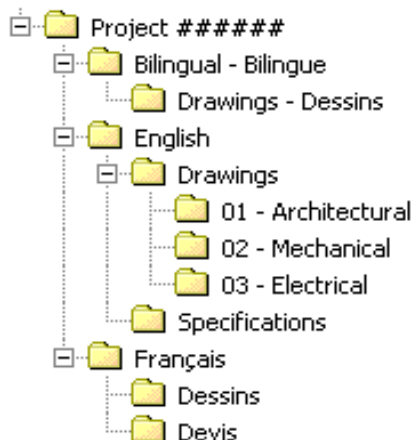 Project ######
Bilingual - Bilingue
Drawings - Dessins
English
Drawings
01 - Architectural
02 - Mechanical
03 - Electrical
Specifications
Français
Dessins
Devis